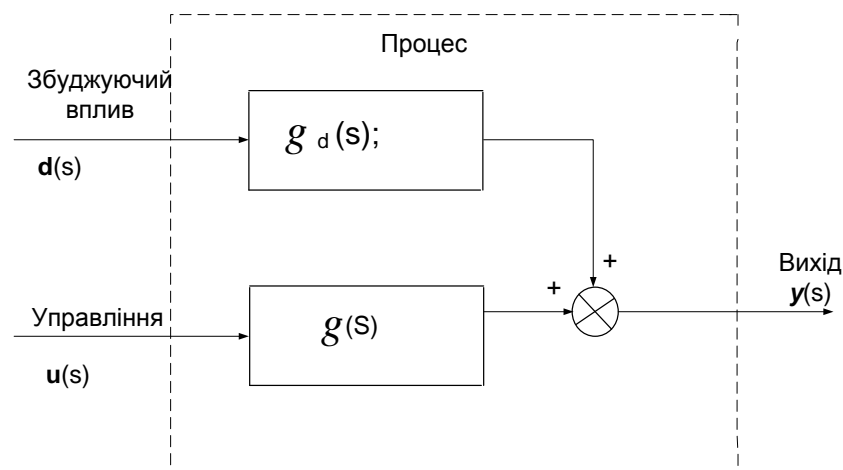 Процес
Збуджуючий
вплив
d(s)
g d(s);
+
+
Вихід
y(s)
Управління
u(s)
g(S)